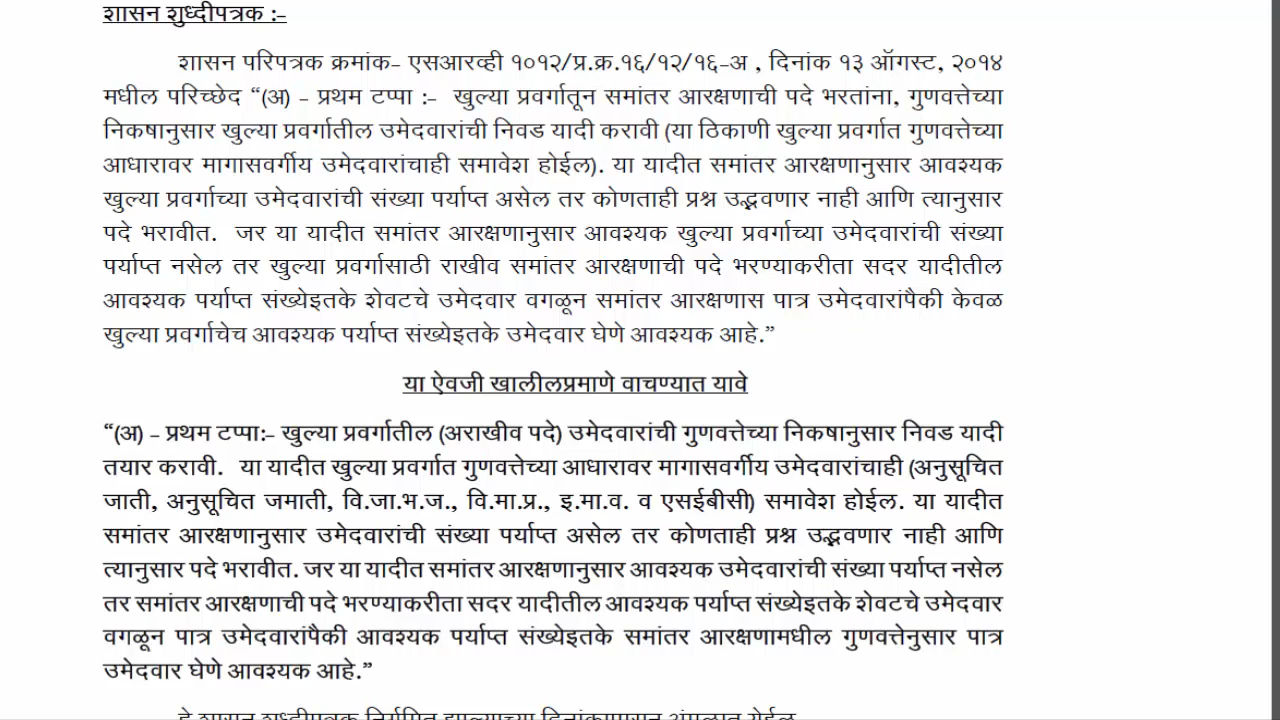 शासन शुध्दीपत्रक :-
शासन परिपत्रक क्रमांक- एसआरव्ही १०१२/प्र.क्र.१६/१२/१६-अ , दिनांक १३ ऑगस्ट, २०१४
मधील परिच्छेद “(अ) - प्रथम टप्पा :- खुल्या प्रवर्गातून समांतर आरक्षणाची पदे भरतांना, गुणवत्तेच्या
निकषानुसार खुल्या प्रवर्गातील उमेदवारांची निवड यादी करावी (या ठिकाणी खुल्या प्रवर्गात गुणवत्तेच्या
आधारावर मागासवर्गीय उमेदवारांचाही समावेश होईल). या यादीत समांतर आरक्षणानुसार आवश्यक
खुल्या प्रवर्गाच्या उमेदवारांची संख्या पर्याप्त असेल तर कोणताही प्रश्न उद्भवणार नाही आणि त्यानुसार
पदे भरावीत. जर या यादीत समांतर आरक्षणानुसार आवश्यक खुल्या प्रवर्गाच्या उमेदवारांची संख्या
पर्याप्त नसेल तर खुल्या प्रवर्गासाठी राखीव समांतर आरक्षणाची पदे भरण्याकरीता सदर यादीतील
आवश्यक पर्याप्त संख्येइतके शेवटचे उमेदवार वगळून समांतर आरक्षणास पात्र उमेदवारांपैकी केवळ
खुल्या प्रवर्गाचेच आवश्यक पर्याप्त संख्येइतके उमेदवार घेणे आवश्यक आहे.”
या ऐवजी खालीलप्रमाणे वाचण्यात यावे
“(अ) - प्रथम टप्पा:- खुल्या प्रवर्गातील (अराखीव पदे) उमेदवारांची गुणवत्तेच्या निकषानुसार निवड यादी
तयार करावी. या यादीत खुल्या प्रवर्गात गुणवत्तेच्या आधारावर मागासवर्गीय उमेदवारांचाही (अनुसूचित
जाती, अनुसूचित जमाती, वि.जा.भ.ज., वि.मा.प्र., इ.मा.व. व एसईबीसी) समावेश होईल. या यादीत
समांतर आरक्षणानुसार उमेदवारांची संख्या पर्याप्त असेल तर कोणताही प्रश्न उद्भवणार नाही आणि
त्यानुसार पदे भरावीत. जर या यादीत समांतर आरक्षणानुसार आवश्यक उमेदवारांची संख्या पर्याप्त नसेल
तर समांतर आरक्षणाची पदे भरण्याकरीता सदर यादीतील आवश्यक पर्याप्त संख्येइतके शेवटचे उमेदवार
वगळून पात्र उमेदवारांपैकी आवश्यक पर्याप्त संख्येइतके समांतर आरक्षणामधील गुणवत्तेनुसार पात्र
उमेदवार घेणे आवश्यक आहे.”
हे शासन शुध्दीपत्रक निर्गमित झाल्याच्या दिनांकापासून अंमलात येईल